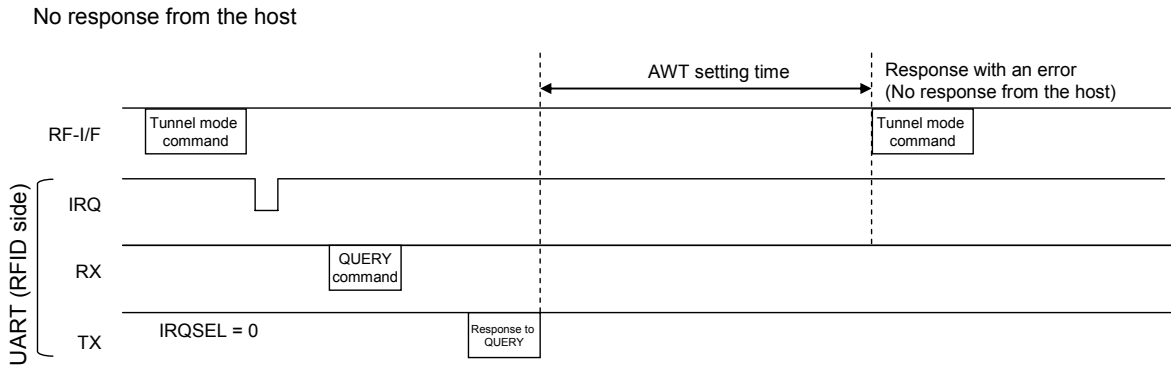 No response from the host
AWT setting time
Response with an error
(No response from the host)
RF-I/F
Tunnel mode
command
Tunnel mode
command
UART (RFID side)
IRQ
RX
QUERY
command
TX
IRQSEL = 0
Response to
QUERY